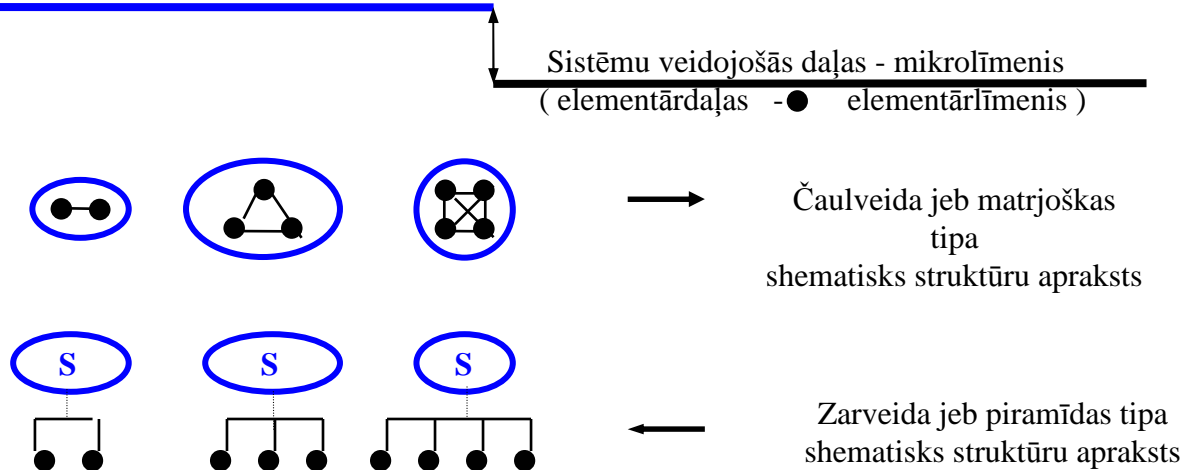 Sistēmu veidojošās daļas - mikrolīmenis
( elementārdaļas - elementārlīmenis )
Čaulveida jeb matrjoškas
tipa
shematisks struktūru apraksts
S S S
Zarveida jeb piramīdas tipa
shematisks struktūru apraksts